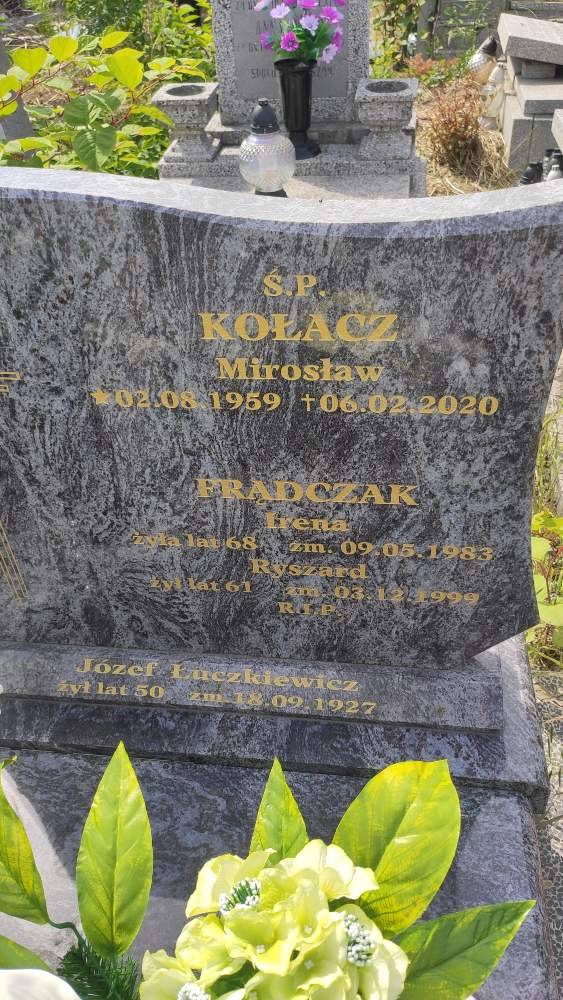 Ś.P.
KOŁACZ
Mirosław
★02.08.1959 †06.02.2020
FRĄDCZAK
Irena
żyła lat 68 zm. 09.05.1983
Ryszard
żył lat 61 zm. 03.12.1999
R.I.P.
Józef Łuczkiewicz
żył lat 50 zm. 18.09.1927